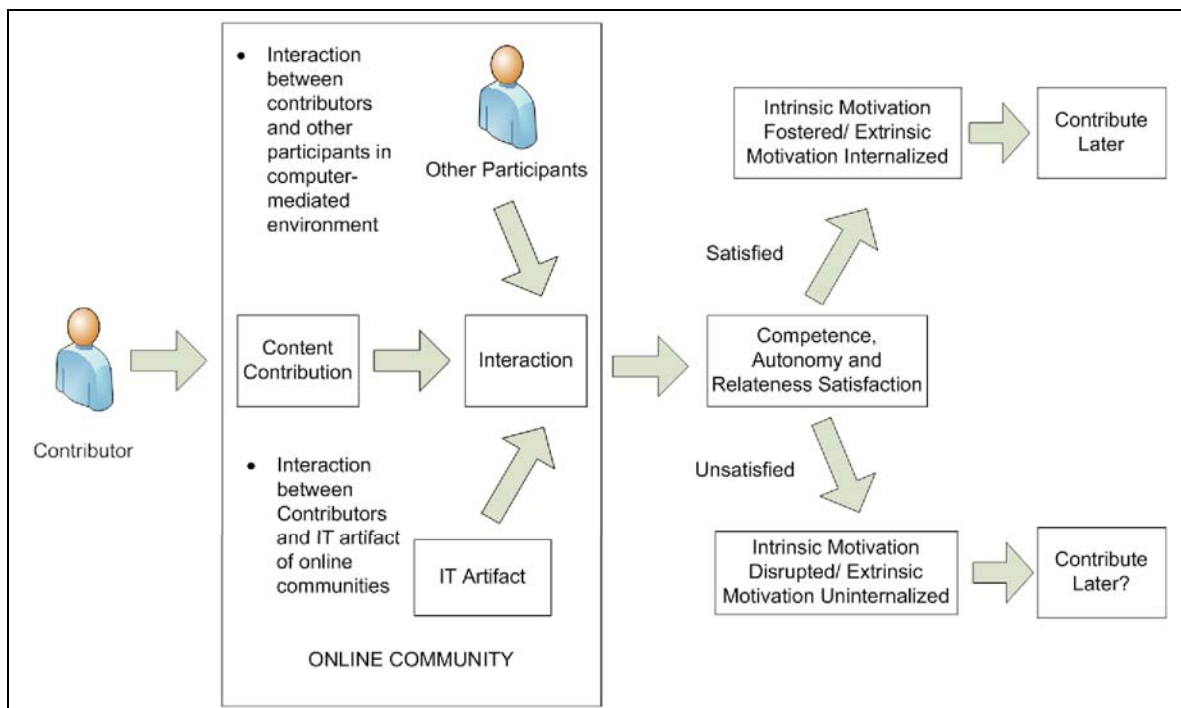 • Interaction
between
contributors
and other
participants in
computer-
mediated
environment
Other Participants
Contributor
Content
Contribution
Interaction
• Interaction
between
Contributors
and IT artifact
of online
communities
IT Artifact
ONLINE COMMUNITY
Competence,
Autonomy and
Relateness Satisfaction
Satisfied
Intrinsic Motivation
Fostered/ Extrinsic
Motivation Internalized
Contribute
Later
Unsatisfied
Intrinsic Motivation
Disrupted/ Extrinsic
Motivation Uninternalized
Contribute
Later?